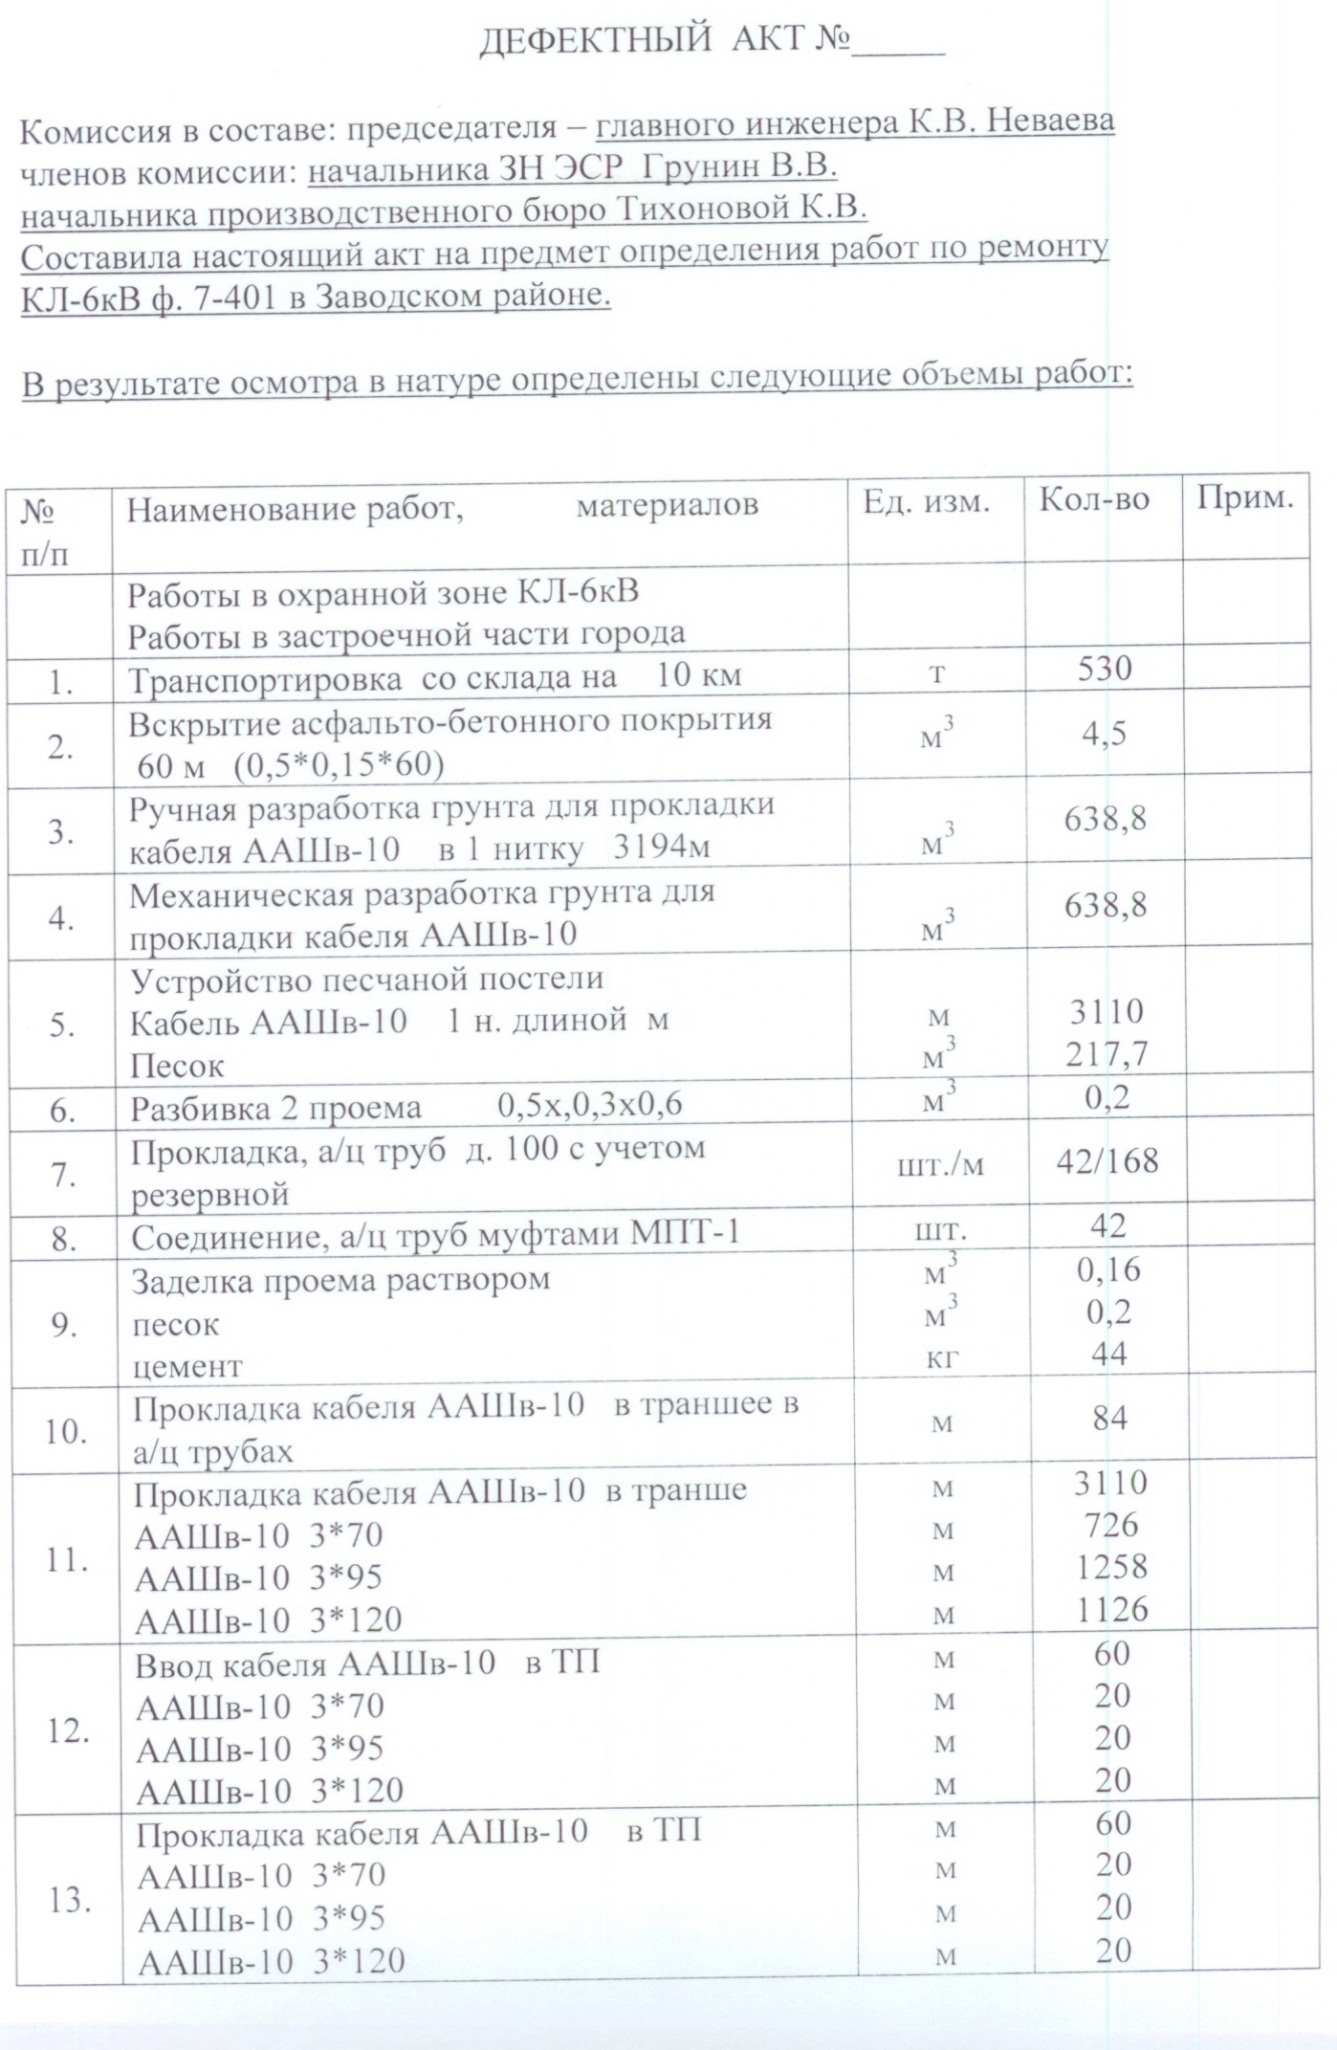 ДЕФЕКТНЫЙ АКТ №_____
Комиссия в составе: председателя – главного инженера К.В. Неваева
членов комиссии: начальника ЗН ЭСР Грунин В.В.
начальника производственного бюро Тихоновой К.В.
Составила настоящий акт на предмет определения работ по ремонту
КЛ-6кВ ф. 7-401 в Заводском районе.
В результате осмотра в натуре определены следующие объемы работ:
№ п/п Наименование работ, материалов Ед. изм. Кол-во Прим.
Работы в охранной зоне КЛ-6кВ
Работы в застроечной части города
1. Транспортировка со склада на 10 км т 530
2. Вскрытие асфальто-бетонного покрытия
60 м (0,5*0,15*60) м³ 4,5
3. Ручная разработка грунта для прокладки
кабеля ААШв-10 в 1 нитку 3194м м³ 638,8
4. Механическая разработка грунта для
прокладки кабеля ААШв-10 м³ 638,8
5. Устройство песчаной постели
Кабель ААШв-10 1 н. длиной м м 3110
Песок м³ 217,7
6. Разбивка 2 проема 0,5х,0,3х0,6 м³ 0,2
7. Прокладка, а/ц труб д. 100 с учетом
резервной шт./м 42/168
8. Соединение, а/ц труб муфтами МПТ-1 шт. 42
9. Заделка проема раствором м³ 0,16
песок м³ 0,2
цемент кг 44
10. Прокладка кабеля ААШв-10 в траншее в
а/ц трубах м 84
11. Прокладка кабеля ААШв-10 в транше м 3110
ААШв-10 3*70 м 726
ААШв-10 3*95 м 1258
ААШв-10 3*120 м 1126
12. Ввод кабеля ААШв-10 в ТП м 60
ААШв-10 3*70 м 20
ААШв-10 3*95 м 20
ААШв-10 3*120 м 20
13. Прокладка кабеля ААШв-10 в ТП м 60
ААШв-10 3*70 м 20
ААШв-10 3*95 м 20
ААШв-10 3*120 м 20